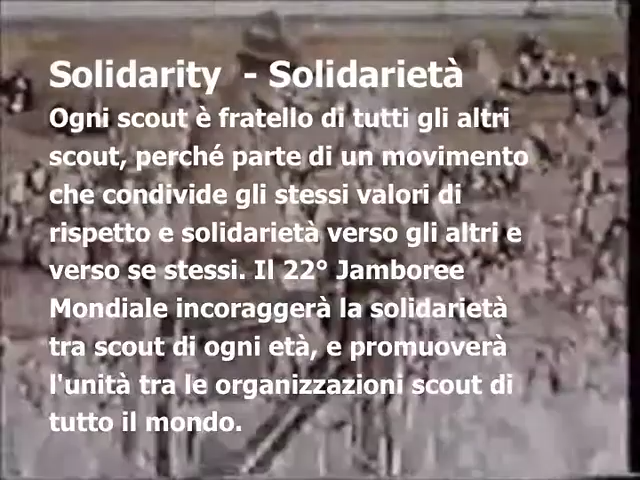 Solidarity - Solidarietà
Ogni scout è fratello di tutti gli altri
scout, perché parte di un movimento
che condivide gli stessi valori di
rispetto e solidarietà verso gli altri e
verso se stessi. Il 22° Jamboree
Mondiale incoraggerà la solidarietà
tra scout di ogni età, e promuoverà
l'unità tra le organizzazioni scout di
tutto il mondo.